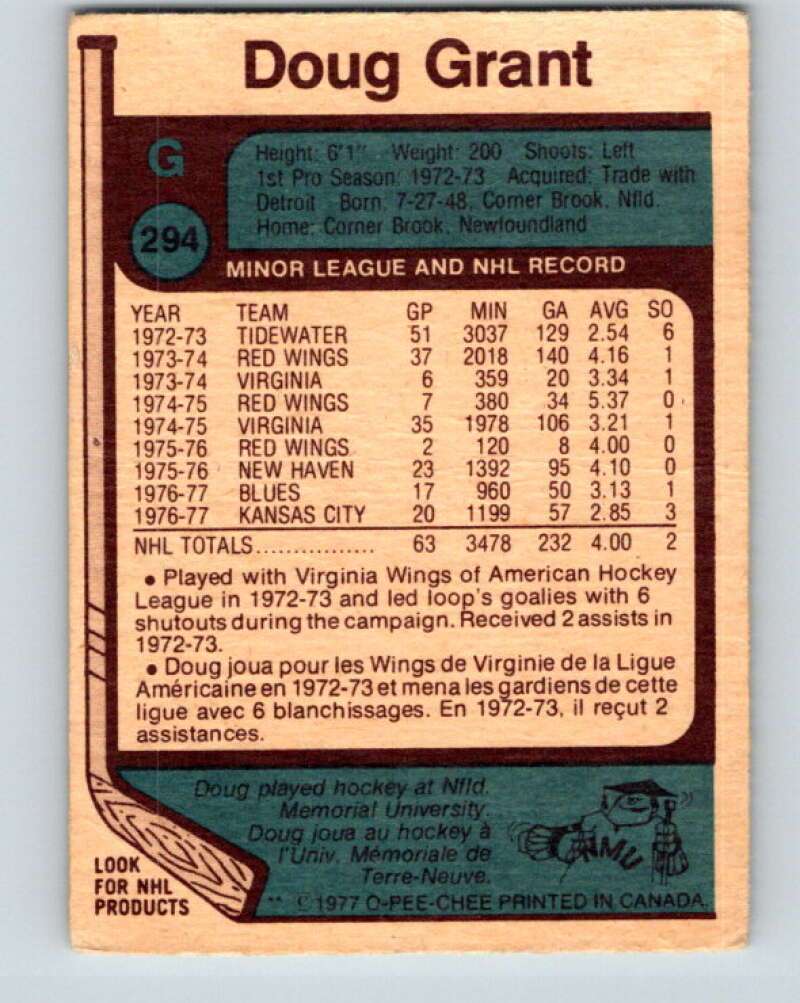 Doug Grant
G
294
Height: 6'1" Weight: 200 Shoots: Left
1st Pro Season: 1972-73 Acquired: Trade with
Detroit Born: 7-27-48, Corner Brook, Nfld.
Home: Corner Brook, Newfoundland
MINOR LEAGUE AND NHL RECORD
YEAR TEAM GP MIN GA AVG SO
1972-73 TIDEWATER 51 3037 129 2.54 6
1973-74 RED WINGS 37 2018 140 4.16 1
1973-74 VIRGINIA 6 359 20 3.34 1
1974-75 RED WINGS 7 380 34 5.37 0
1974-75 VIRGINIA 35 1978 106 3.21 1
1975-76 RED WINGS 2 120 8 4.00 0
1975-76 NEW HAVEN 23 1392 95 4.10 0
1976-77 BLUES 17 960 50 3.13 1
1976-77 KANSAS CITY 20 1199 57 2.85 3
NHL TOTALS................ 63 3478 232 4.00 2
• Played with Virginia Wings of American Hockey
League in 1972-73 and led loop's goalies with 6
shutouts during the campaign. Received 2 assists in
1972-73.
• Doug joua pour les Wings de Virginie de la Ligue
Américaine en 1972-73 et mena les gardiens de cette
ligue avec 6 blanchissages. En 1972-73, il reçut 2
assistances.
Doug played hockey at Nfld.
Memorial University.
Doug joua au hockey à
l'Univ. Mémoriale de
Terre-Neuve.
NMU
LOOK
FOR NHL
PRODUCTS
** ©1977 O-PEE-CHEE PRINTED IN CANADA.